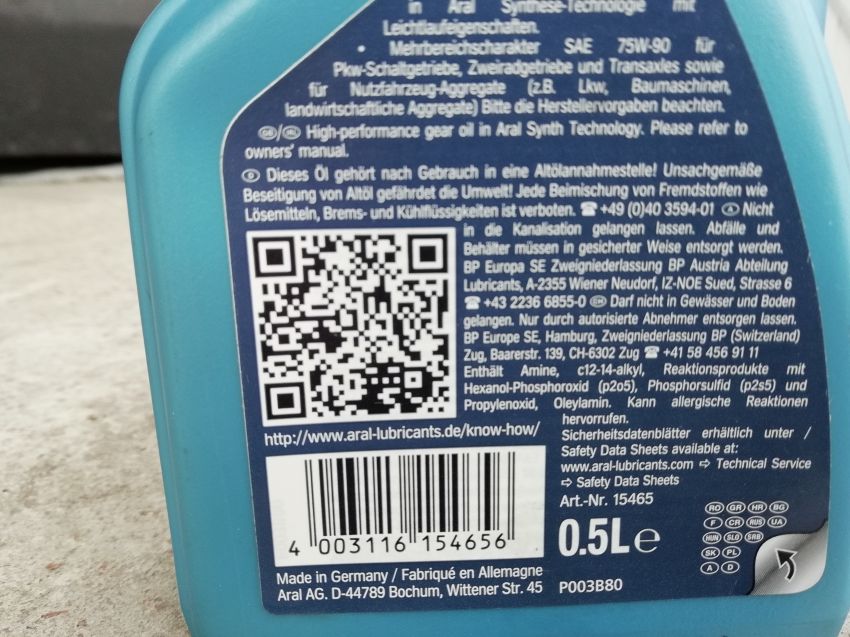 in Aral Synthese-Technologie mit
Leichtlaufeigenschaften.
• Mehrbereichscharakter SAE 75W-90 für
Pkw-Schaltgetriebe, Zweiradgetriebe und Transaxles sowie
für Nutzfahrzeug-Aggregate (z.B. Lkw, Baumaschinen,
landwirtschaftliche Aggregate) Bitte die Herstellervorgaben beachten.
GB/IRL High-performance gear oil in Aral Synth Technology. Please refer to
owners' manual.
D Dieses Öl gehört nach Gebrauch in eine Altölannahmestelle! Unsachgemäße
Beseitigung von Altöl gefährdet die Umwelt! Jede Beimischung von Fremdstoffen wie
Lösemitteln, Brems- und Kühlflüssigkeiten ist verboten. ☎ +49 (0)40 3594-01 A Nicht
in die Kanalisation gelangen lassen. Abfälle und
Behälter müssen in gesicherter Weise entsorgt werden.
BP Europa SE Zweigniederlassung BP Austria Abteilung
Lubricants, A-2355 Wiener Neudorf, IZ-NOE Sued, Strasse 6
☎ +43 2236 6855-0 CH Darf nicht in Gewässer und Boden
gelangen. Nur durch autorisierte Abnehmer entsorgen lassen.
BP Europe SE, Hamburg, Zweigniederlassung BP (Switzerland)
Zug, Baarerstr. 139, CH-6302 Zug ☎ +41 58 456 91 11
Enthält Amine, c12-14-alkyl, Reaktionsprodukte mit
Hexanol-Phosphoroxid (p2o5), Phosphorsulfid (p2s5) und
Propylenoxid, Oleylamin. Kann allergische Reaktionen
hervorrufen.
Sicherheitsdatenblätter erhältlich unter /
Safety Data Sheets available at:
www.aral-lubricants.com ⇨ Technical Service
⇨ Safety Data Sheets
Art.-Nr. 15465
http://www.aral-lubricants.de/know-how/
4 003116 154656
0.5L e
RO GR HR BG
F CR RUS UA
HUN SLO SRB
SK PL
A D
Made in Germany / Fabriqué en Allemagne
Aral AG. D-44789 Bochum, Wittener Str. 45 P003B80